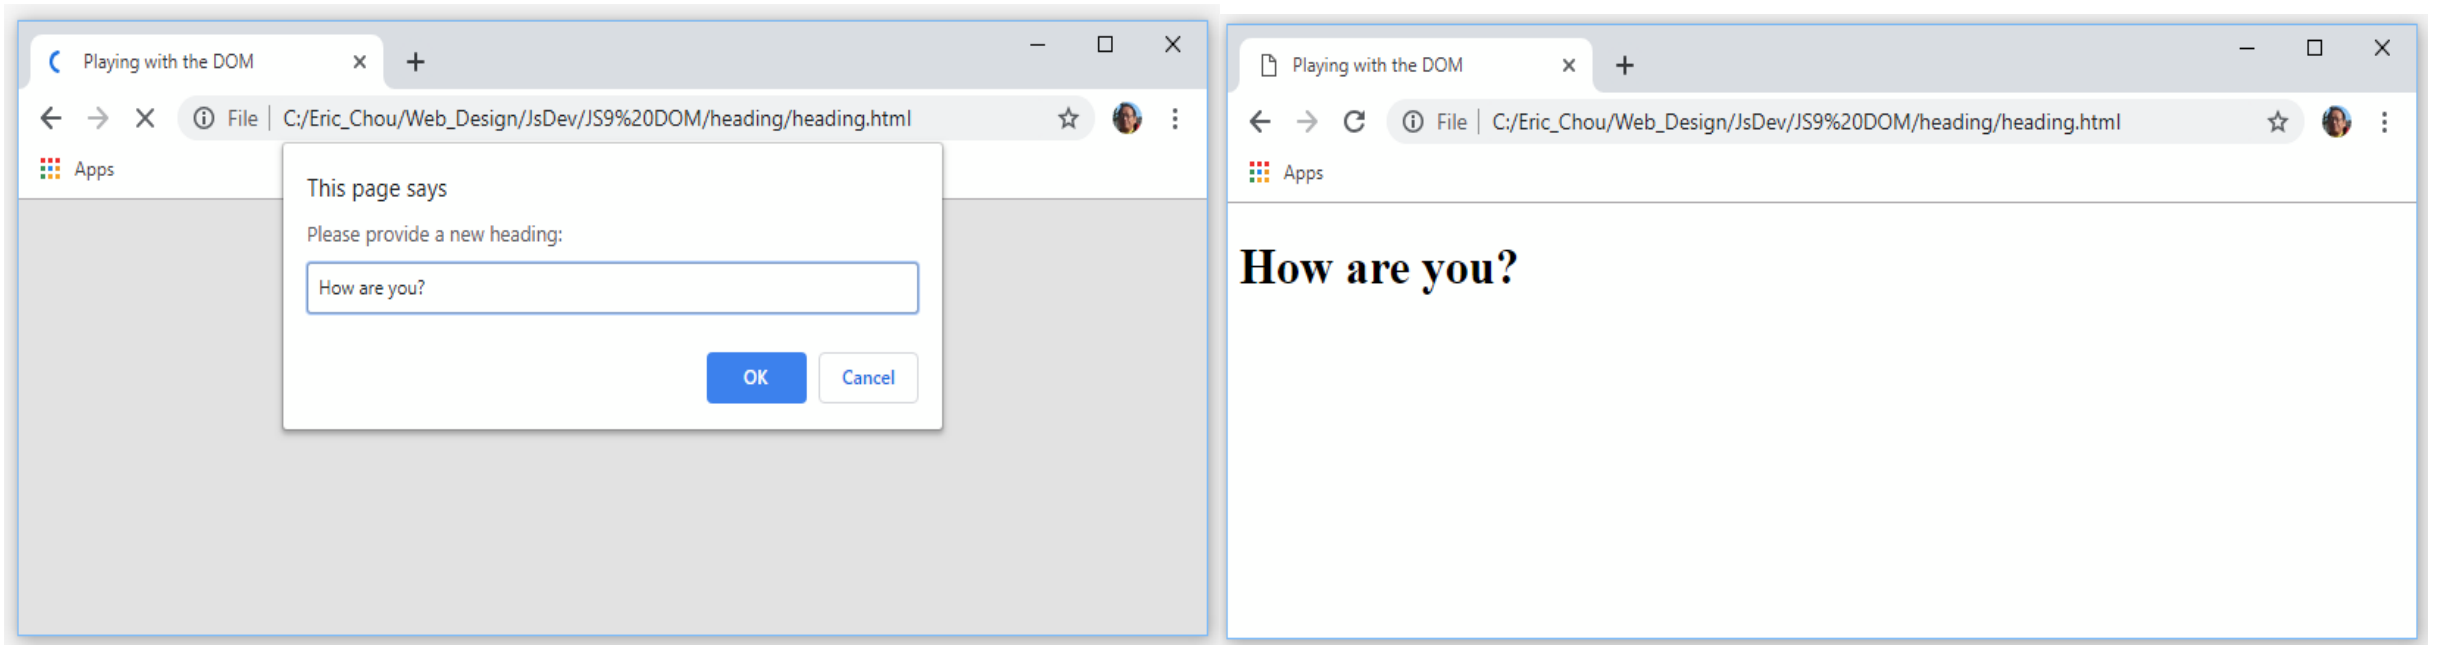 Playing with the DOM
File C:/Eric_Chou/Web_Design/JsDev/JS9%20DOM/heading/heading.html
Apps
This page says
Please provide a new heading:
How are you?
OK Cancel
Playing with the DOM
File C:/Eric_Chou/Web_Design/JsDev/JS9%20DOM/heading/heading.html
Apps
How are you?